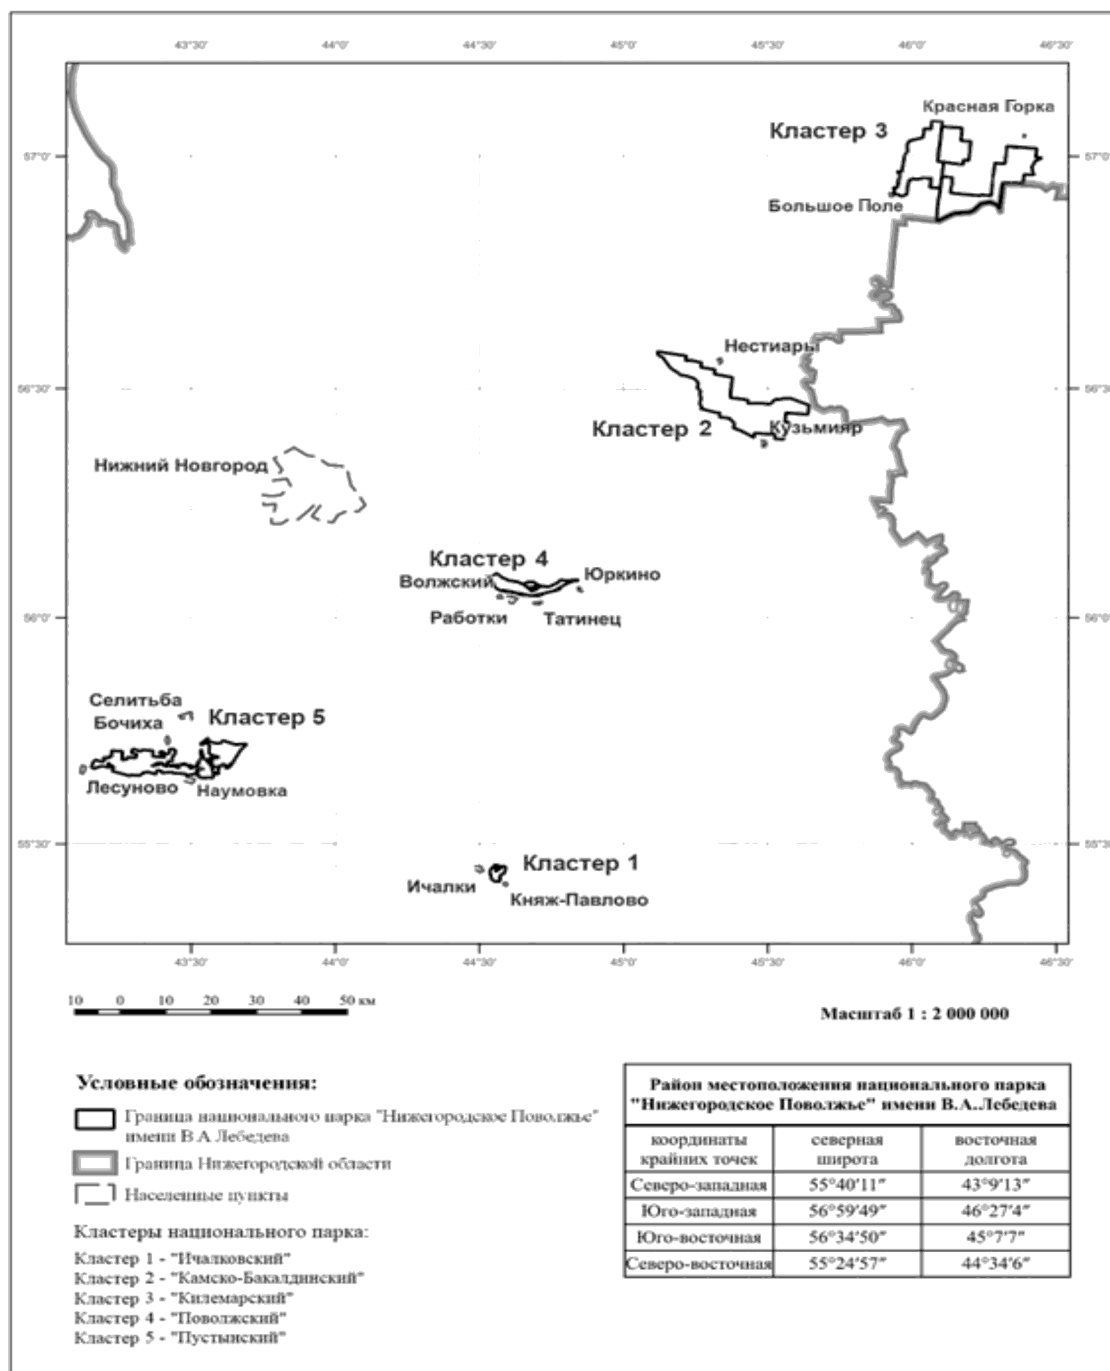 43°30' 44°0' 44°30' 45°0' 45°30' 46°0' 46°30'
Красная Горка
Кластер 3
57°0' 57°0'
Большое Поле
Нестиары
56°30' 56°30'
Кластер 2
Кузьмияр
Нижний Новгород
Кластер 4
Волжский
Юркино
Работки
Татинец
56°0' 56°0'
Селитьба
Бочиха
Кластер 5
Лесуново
Наумовка
55°30' 55°30'
Кластер 1
Ичалки
Княж-Павлово
43°30' 44°0' 44°30' 45°0' 45°30' 46°0' 46°30'
10 0 10 20 30 40 50 км
Масштаб 1 : 2 000 000
Условные обозначения:
Граница национального парка "Нижегородское Поволжье"
имени В.А Лебедева
Граница Нижегородской области
Населенные пункты
Кластеры национального парка:
Кластер 1 - "Ичалковский"
Кластер 2 - "Камско-Бакалдинский"
Кластер 3 - "Килемарский"
Кластер 4 - "Поволжский"
Кластер 5 - "Пустынский"
Район местоположения национального парка
"Нижегородское Поволжье" имени В.А..Лебедева
координаты крайних точек северная широта восточная долгота
Северо-западная 55°40'11" 43°9'13"
Юго-западная 56°59'49" 46°27'4"
Юго-восточная 56°34'50" 45°7'7"
Северо-восточная 55°24'57" 44°34'6"